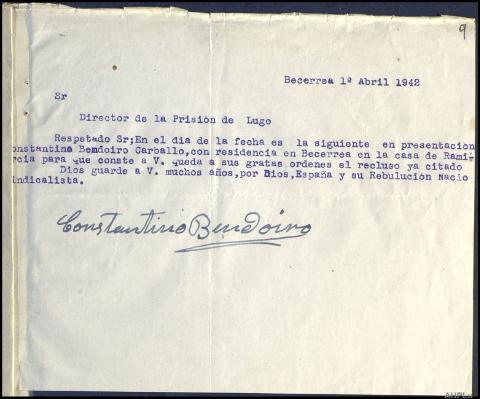 9
Becerrea 1º Abril 1942
Sr
Director de la Prisión de Lugo
Respetado Sr;En el dia de la fecha es la siguiente en presentacion
onstantino Bendoiro Carballo,con residencia en Becerrea en la casa de Rami-
rcia para que conste a V. queda a sus gratas ordenes el recluso ya citado
Dios guarde a V. muchos años,por Dios,España y su Rebulución Nacio
indicalista.
Constantino Bendoiro